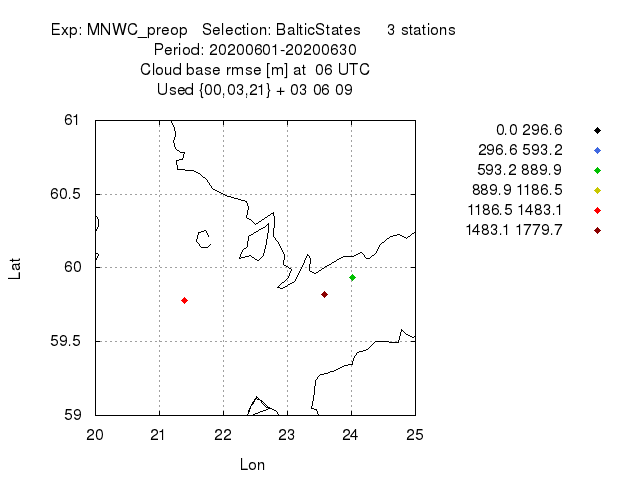 Exp: MNWC_preop   Selection: BalticStates      3 stations
Period: 20200601-20200630
Cloud base rmse [m] at  06 UTC
Used {00,03,21} + 03 06 09
0.0 296.6
296.6 593.2
593.2 889.9
889.9 1186.5
1186.5 1483.1
1483.1 1779.7
61
60.5
60
59.5
59
Lat
20 21 22 23 24 25
Lon